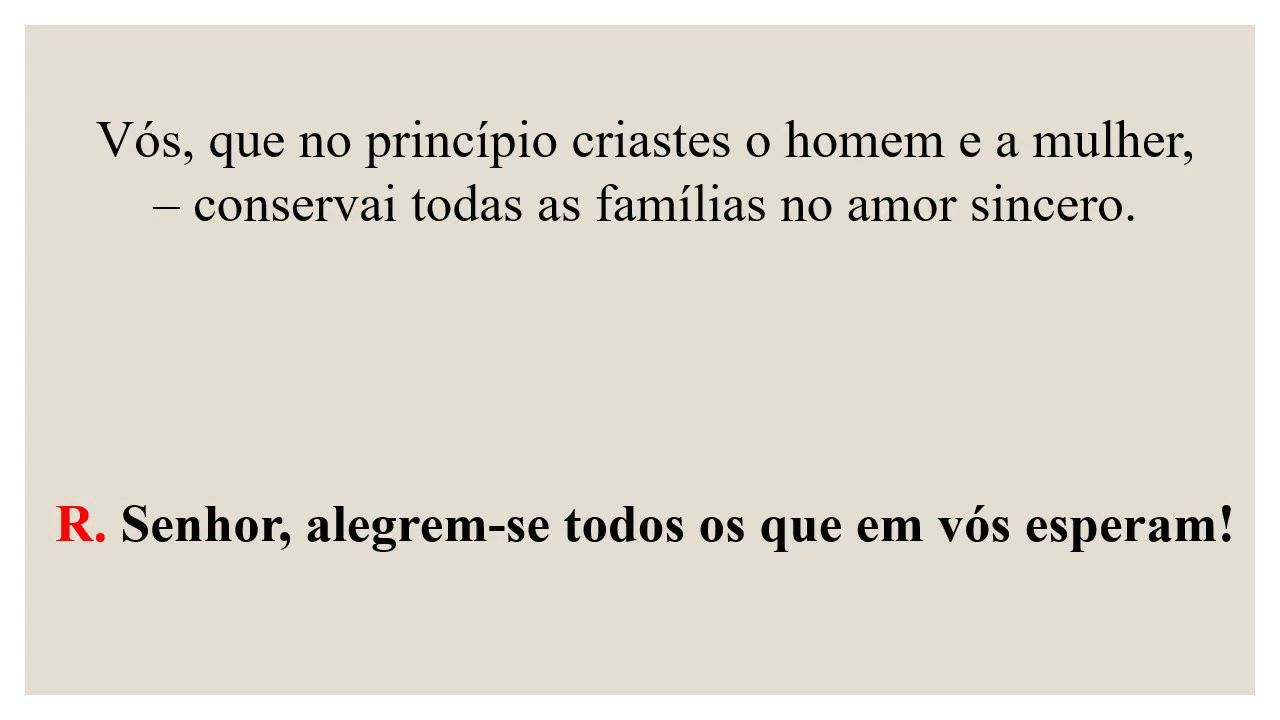 Vós, que no princípio criastes o homem e a mulher,
– conservai todas as famílias no amor sincero.
R. Senhor, alegrem-se todos os que em vós esperam!